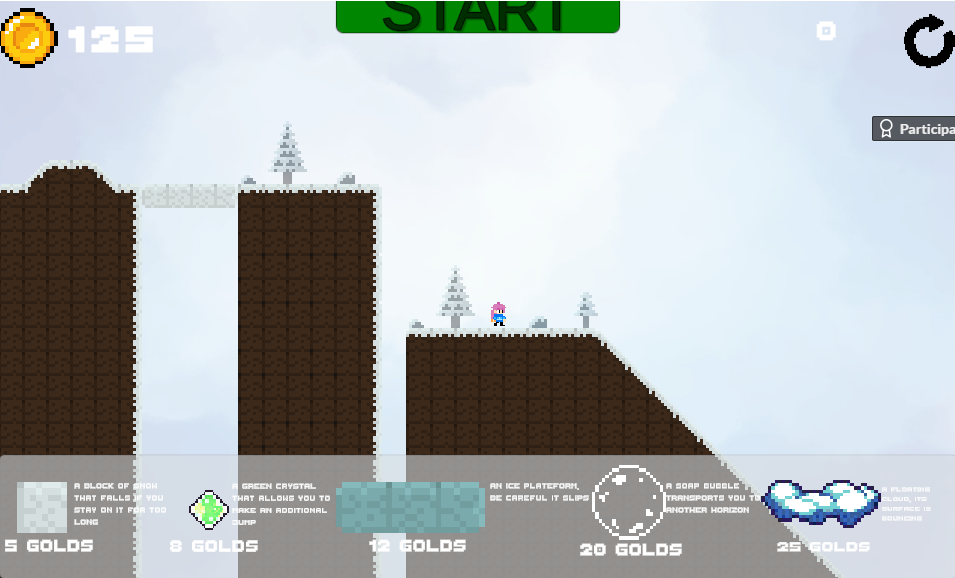 START
125
Participa
A BLOCK OF SNOW
THAT FALLS IF YOU
STAY ON IT FOR TOO
LONG
5 GOLDS
A GREEN CRYSTAL
THAT ALLOWS YOU TO
MAKE AN ADDITIONAL
JUMP
8 GOLDS
AN ICE PLATEFORM,
BE CAREFUL IT SLIPS
12 GOLDS
A SOAP BUBBLE
TRANSPORTS YOU TO
ANOTHER HORIZON
20 GOLDS
A FLOATING
CLOUD, ITS
SURFACE IS
BOUNCING
25 GOLDS